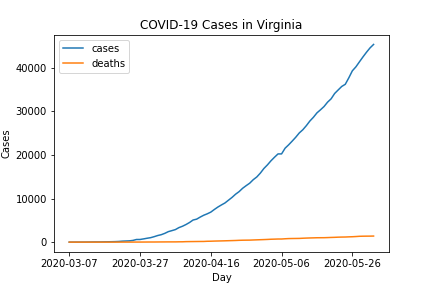 COVID-19 Cases in Virginia
cases
deaths
Cases
40000
30000
20000
10000
0
2020-03-07 2020-03-27 2020-04-16 2020-05-06 2020-05-26
Day